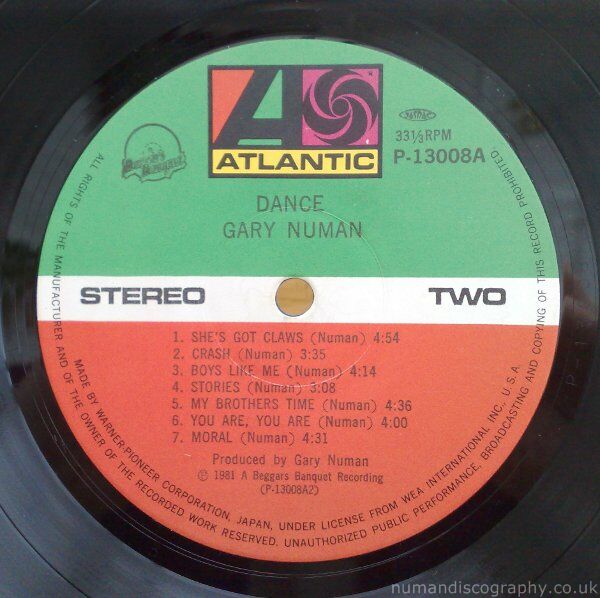 ATLANTIC
JASRAC
33⅓RPM
P-13008A
DANCE
GARY NUMAN
STEREO
TWO
1. SHE'S GOT CLAWS (Numan) 4:54
2. CRASH (Numan) 3:35
3. BOYS LIKE ME (Numan) 4:14
4. STORIES (Numan) 3:08
5. MY BROTHERS TIME (Numan) 4:36
6. YOU ARE, YOU ARE (Numan) 4:00
7. MORAL (Numan) 4:31
Produced by Gary Numan
Ⓟ 1981 A Beggars Banquet Recording
(P-13008A2)
MADE BY WARNER-PIONEER CORPORATION, JAPAN, UNDER LICENSE FROM WEA INTERNATIONAL INC., U.S.A.
ALL RIGHTS OF THE MANUFACTURER AND OF THE OWNER OF THE RECORDED WORK RESERVED. UNAUTHORIZED PUBLIC PERFORMANCE, BROADCASTING AND COPYING OF THIS RECORD PROHIBITED
numandiscography.co.uk